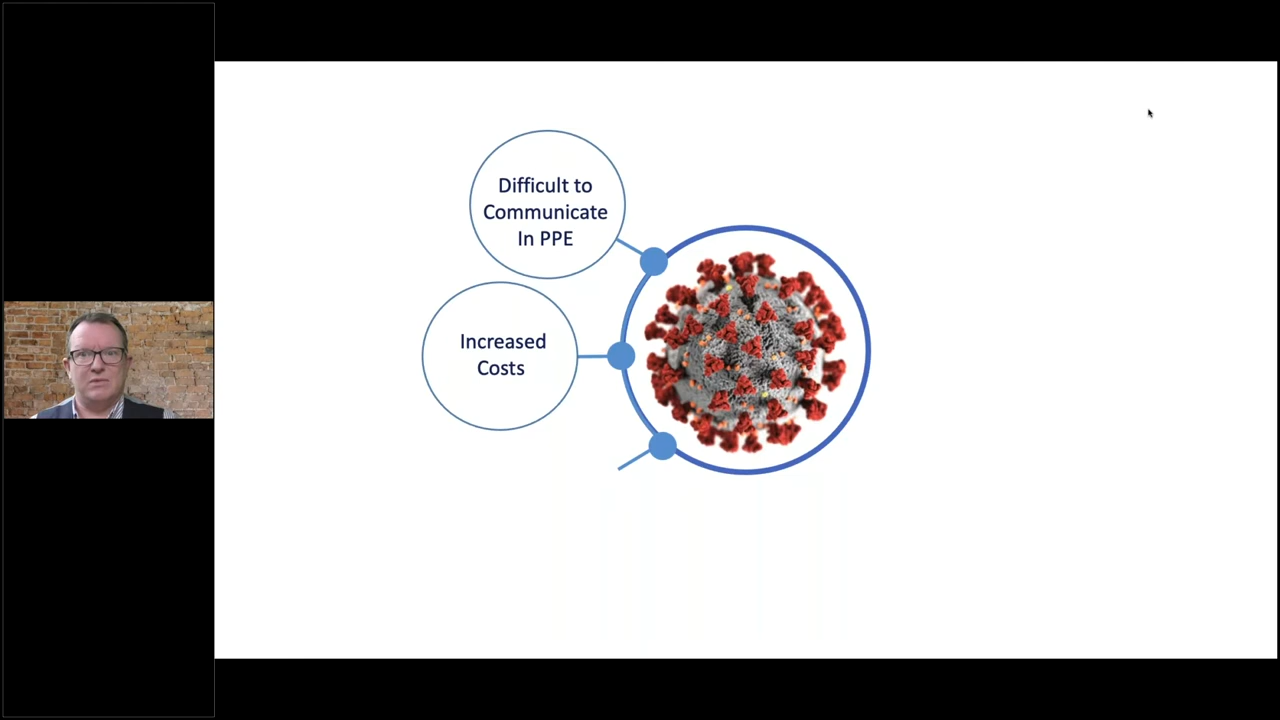 Difficult to
Communicate
In PPE
Increased
Costs